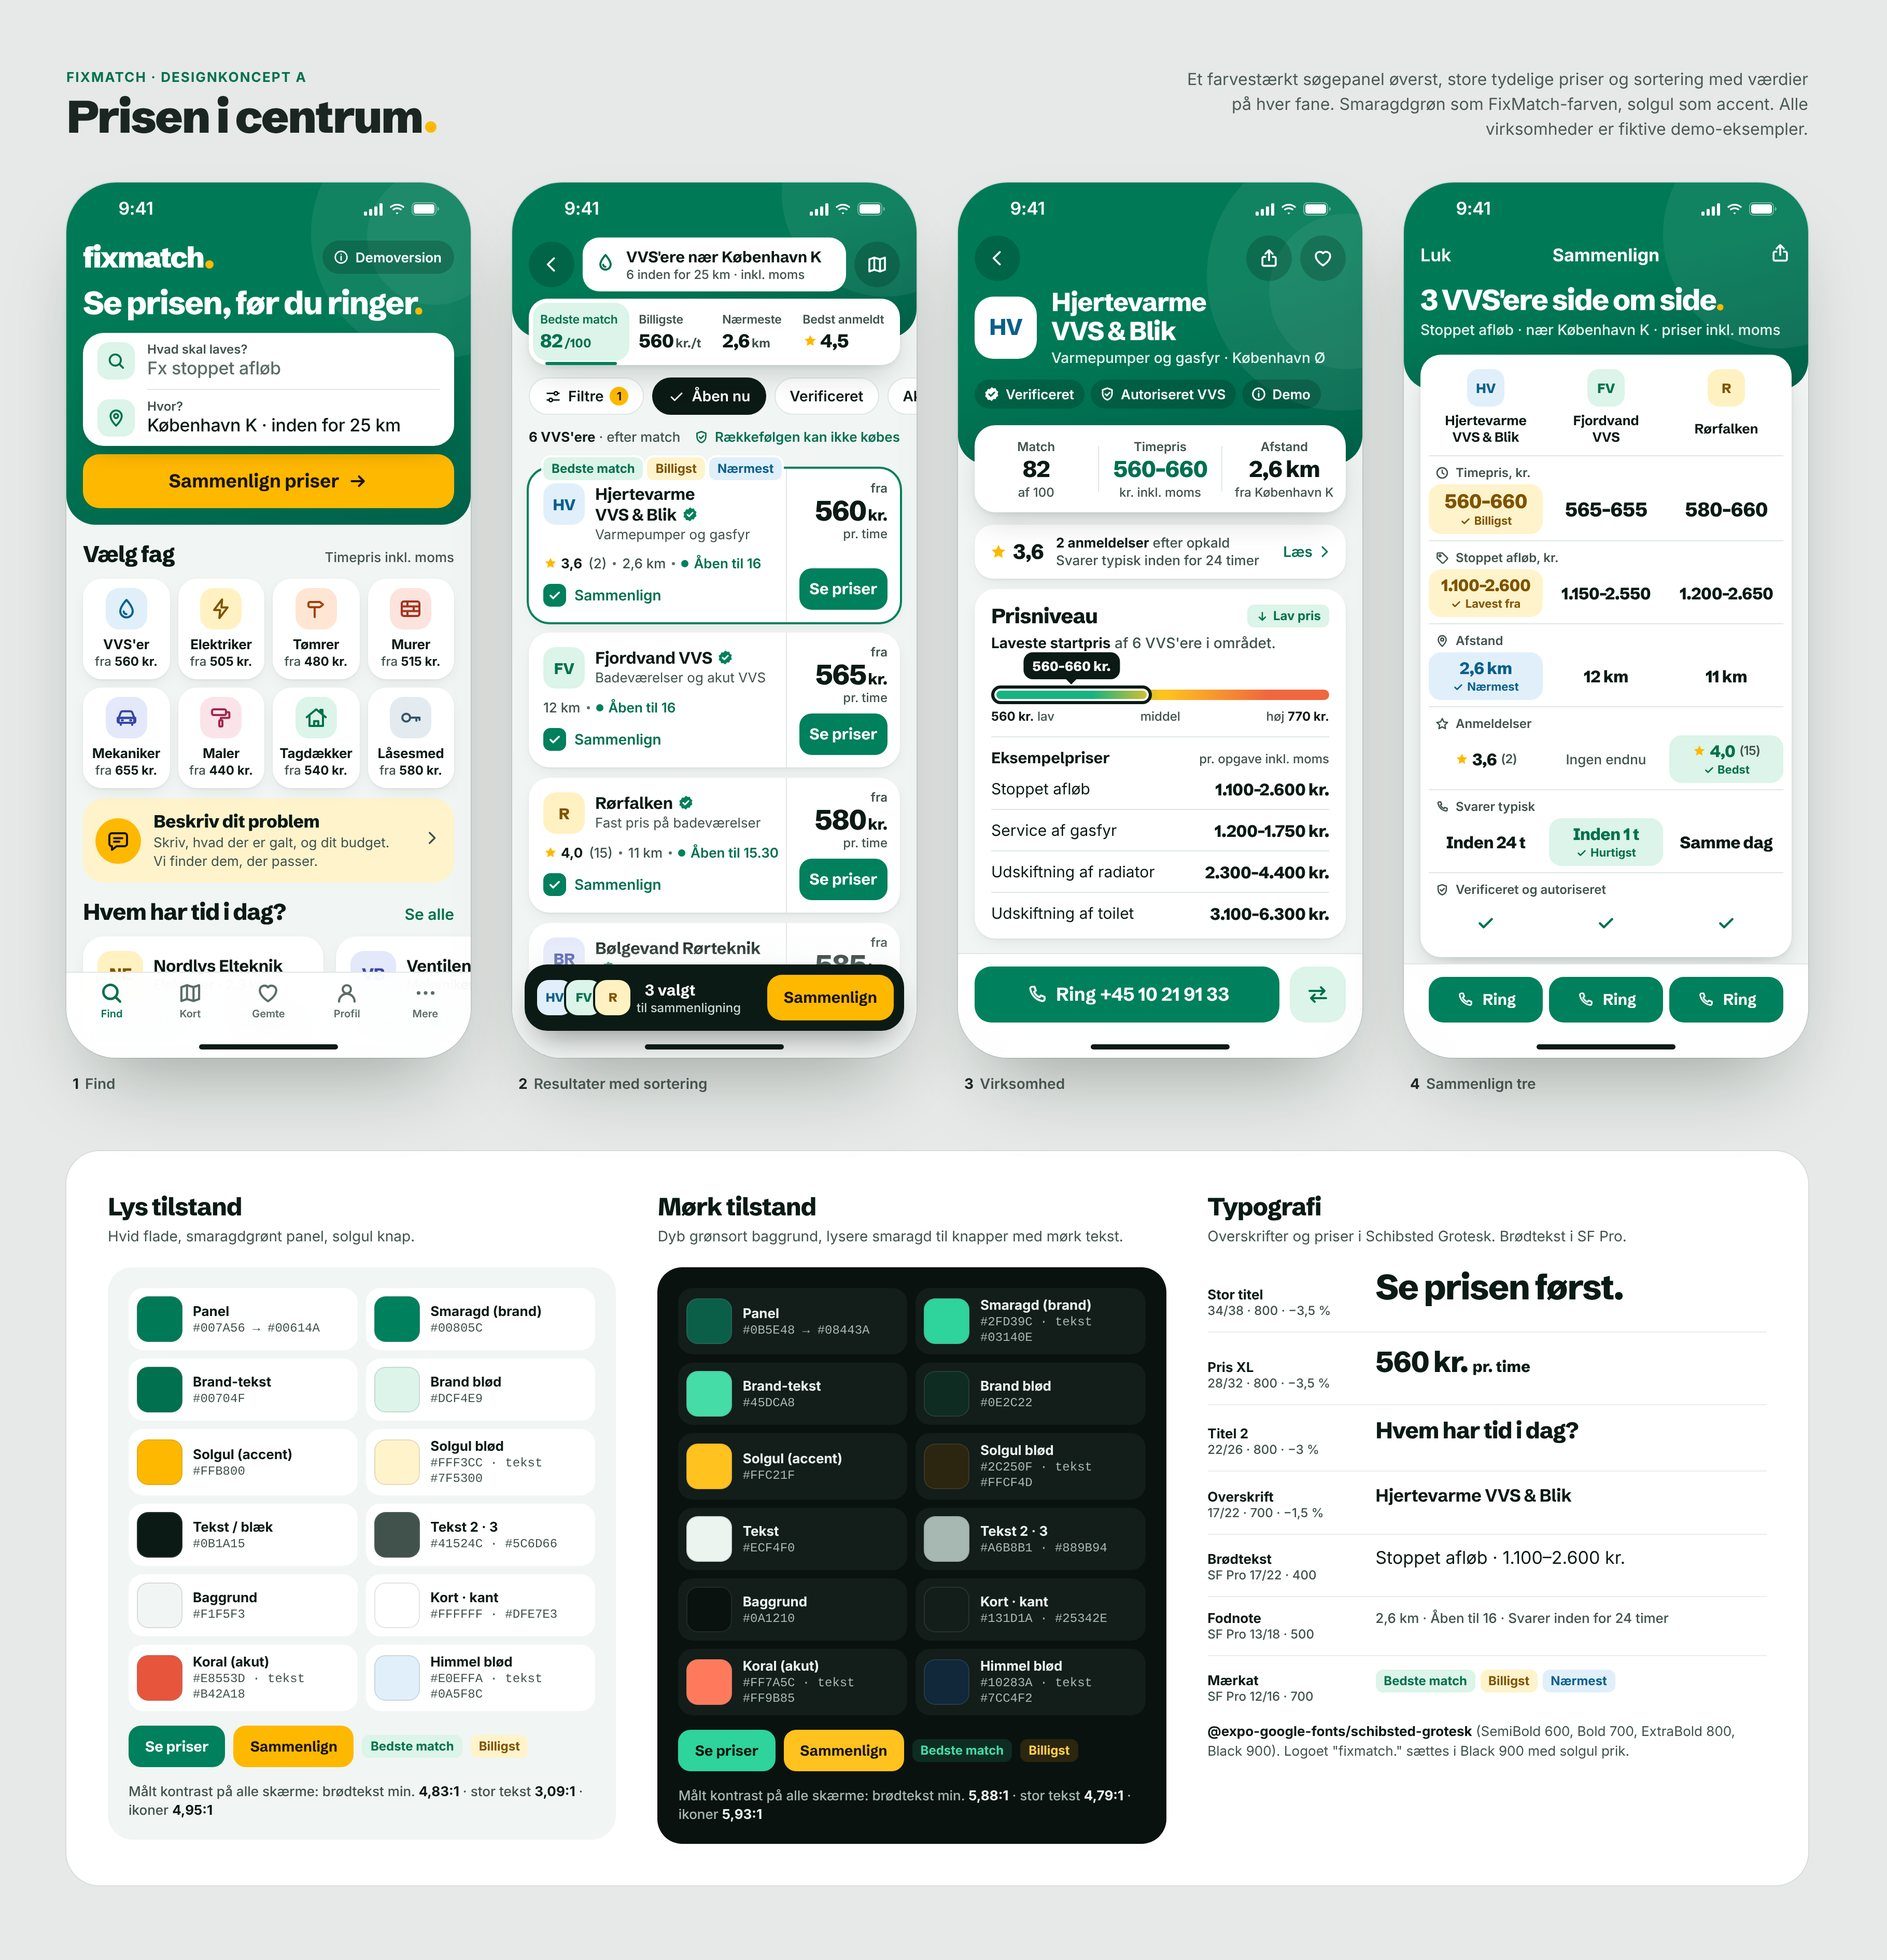 FIXMATCH · DESIGNKONCEPT A
Prisen i centrum.
Et farvestærkt søgepanel øverst, store tydelige priser og sortering med værdier
på hver fane. Smaragdgrøn som FixMatch-farven, solgul som accent. Alle
virksomheder er fiktive demo-eksempler.
9:41
fixmatch.
Demoversion
Se prisen, før du ringer.
Hvad skal laves?
Fx stoppet afløb
Hvor?
København K · inden for 25 km
Sammenlign priser →
Vælg fag
Timepris inkl. moms
VVS'er
fra 560 kr.
Elektriker
fra 505 kr.
Tømrer
fra 480 kr.
Murer
fra 515 kr.
Mekaniker
fra 655 kr.
Maler
fra 440 kr.
Tagdækker
fra 540 kr.
Låsesmed
fra 580 kr.
Beskriv dit problem
Skriv, hvad der er galt, og dit budget.
Vi finder dem, der passer.
Hvem har tid i dag?
Se alle
Nordlys Elteknik
Ventilen
Find
Kort
Gemte
Profil
Mere
1 Find
9:41
VVS'ere nær København K
6 inden for 25 km · inkl. moms
Bedste match
82/100
Billigste
560 kr./t
Nærmeste
2,6 km
Bedst anmeldt
4,5
Filtre 1
Åben nu
Verificeret
6 VVS'ere · efter match
Rækkefølgen kan ikke købes
Bedste match
Billigst
Nærmest
HV
Hjertevarme
VVS & Blik
Varmepumper og gasfyr
3,6 (2) · 2,6 km · Åben til 16
Sammenlign
fra
560 kr.
pr. time
Se priser
FV
Fjordvand VVS
Badeværelser og akut VVS
12 km · Åben til 16
Sammenlign
fra
565 kr.
pr. time
Se priser
R
Rørfalken
Fast pris på badeværelser
4,0 (15) · 11 km · Åben til 15.30
Sammenlign
fra
580 kr.
pr. time
Se priser
BR
Bølgevand Rørteknik
fra
585
HV
FV
R
3 valgt
til sammenligning
Sammenlign
2 Resultater med sortering
9:41
HV
Hjertevarme
VVS & Blik
Varmepumper og gasfyr · København Ø
Verificeret
Autoriseret VVS
Demo
Match
82
af 100
Timepris
560-660
kr. inkl. moms
Afstand
2,6 km
fra København K
3,6
2 anmeldelser efter opkald
Svarer typisk inden for 24 timer
Læs
Prisniveau
↓ Lav pris
Laveste startpris af 6 VVS'ere i området.
560-660 kr.
560 kr. lav
middel
høj 770 kr.
Eksempelpriser
pr. opgave inkl. moms
Stoppet afløb
1.100-2.600 kr.
Service af gasfyr
1.200-1.750 kr.
Udskiftning af radiator
2.300-4.400 kr.
Udskiftning af toilet
3.100-6.300 kr.
Ring +45 10 21 91 33
3 Virksomhed
9:41
Luk
Sammenlign
3 VVS'ere side om side.
Stoppet afløb · nær København K · priser inkl. moms
HV
FV
R
Hjertevarme
VVS & Blik
Fjordvand
VVS
Rørfalken
Timepris, kr.
560-660
Billigst
565-655
580-660
Stoppet afløb, kr.
1.100-2.600
Lavest fra
1.150-2.550
1.200-2.650
Afstand
2,6 km
Nærmest
12 km
11 km
Anmeldelser
3,6 (2)
Ingen endnu
4,0 (15)
Bedst
Svarer typisk
Inden 24 t
Inden 1 t
Hurtigst
Samme dag
Verificeret og autoriseret
Ring
Ring
Ring
4 Sammenlign tre
Lys tilstand
Hvid flade, smaragdgrønt panel, solgul knap.
Panel
#007A56 → #00614A
Smaragd (brand)
#00805C
Brand-tekst
#00704F
Brand blød
#DCF4E9
Solgul (accent)
#FFB800
Solgul blød
#FFF3CC · tekst
#7F5300
Tekst / blæk
#0B1A15
Tekst 2 · 3
#41524C · #5C6D66
Baggrund
#F1F5F3
Kort · kant
#FFFFFF · #DFE7E3
Koral (akut)
#E8553D · tekst
#B42A18
Himmel blød
#E0EFFA · tekst
#0A5F8C
Se priser
Sammenlign
Bedste match
Billigst
Målt kontrast på alle skærme: brødtekst min. 4,83:1 · stor tekst 3,09:1 ·
ikoner 4,95:1
Mørk tilstand
Dyb grønsort baggrund, lysere smaragd til knapper med mørk tekst.
Panel
#0B5E48 → #08443A
Smaragd (brand)
#2FD39C · tekst
#03140E
Brand-tekst
#45DCA8
Brand blød
#0E2C22
Solgul (accent)
#FFC21F
Solgul blød
#2C250F · tekst
#FFCF4D
Tekst
#ECF4F0
Tekst 2 · 3
#A6B8B1 · #889B94
Baggrund
#0A1210
Kort · kant
#131D1A · #25342E
Koral (akut)
#FF7A5C · tekst
#FF9B85
Himmel blød
#10283A · tekst
#7CC4F2
Se priser
Sammenlign
Bedste match
Billigst
Målt kontrast på alle skærme: brødtekst min. 5,88:1 · stor tekst 4,79:1 ·
ikoner 5,93:1
Typografi
Overskrifter og priser i Schibsted Grotesk. Brødtekst i SF Pro.
Stor titel
34/38 · 800 · −3,5 %
Se prisen først.
Pris XL
28/32 · 800 · −3,5 %
560 kr. pr. time
Titel 2
22/26 · 800 · −3 %
Hvem har tid i dag?
Overskrift
17/22 · 700 · −1,5 %
Hjertevarme VVS & Blik
Brødtekst
SF Pro 17/22 · 400
Stoppet afløb · 1.100–2.600 kr.
Fodnote
SF Pro 13/18 · 500
2,6 km · Åben til 16 · Svarer inden for 24 timer
Mærkat
SF Pro 12/16 · 700
Bedste match
Billigst
Nærmest
@expo-google-fonts/schibsted-grotesk (SemiBold 600, Bold 700, ExtraBold 800,
Black 900). Logoet "fixmatch." sættes i Black 900 med solgul prik.